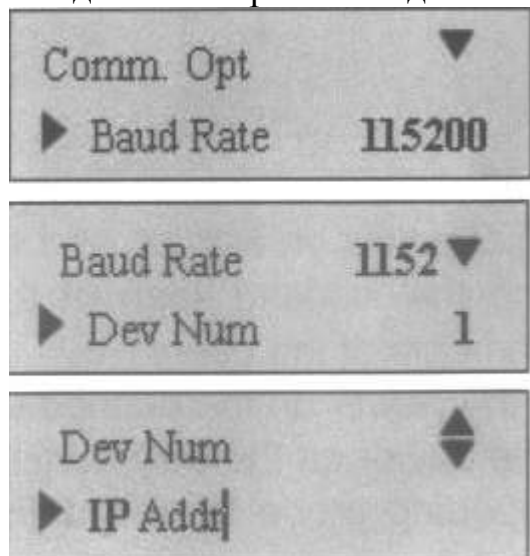 Comm. Opt ▼
▶ Baud Rate 115200
Baud Rate 1152▼
▶ Dev Num 1
Dev Num
▶ IP Addr